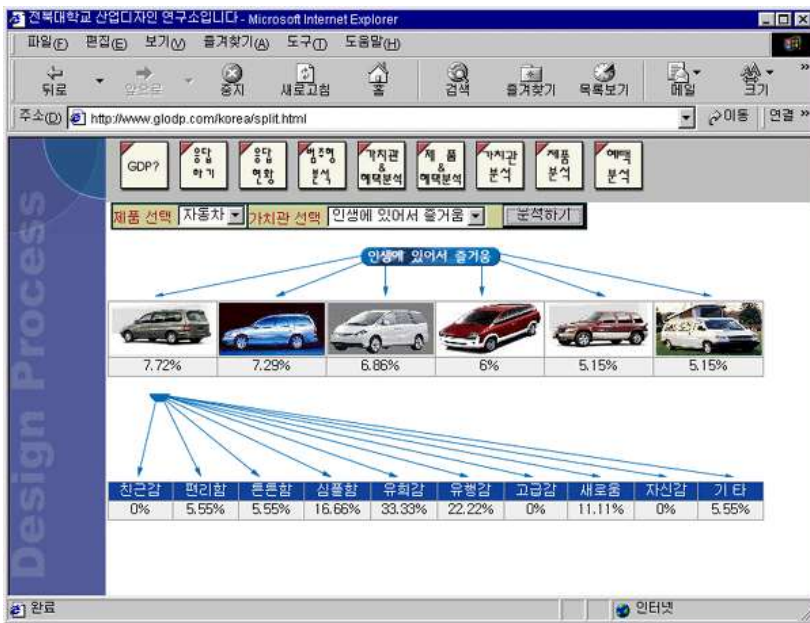 전북대학교 산업디자인 연구소입니다 - Microsoft Internet Explorer
파일(F) 편집(E) 보기(V) 즐겨찾기(A) 도구(T) 도움말(H)
뒤로 앞으로 중지 새로고침 홈 검색 즐겨찾기 목록보기 메일 크기 »
주소(D) http://www.glodp.com/korea/split.html 이동 연결 »
GDP? 응답 하기 응답 현황 범주형 분석 가치관 & 혜택분석 제 품 & 혜택분석 가치관 분석 제품 분석 혜택 분석
제품 선택 자동차 가치관 선택 인생에 있어서 즐거움 분석하기
인생에 있어서 즐거움
7.72% 7.29% 6.86% 6% 5.15% 5.15%
친근감 편리함 튼튼함 심플함 유희감 유행감 고급감 새로움 자신감 기 타
0% 5.55% 5.55% 16.66% 33.33% 22.22% 0% 11.11% 0% 5.55%
Design Process
완료 인터넷